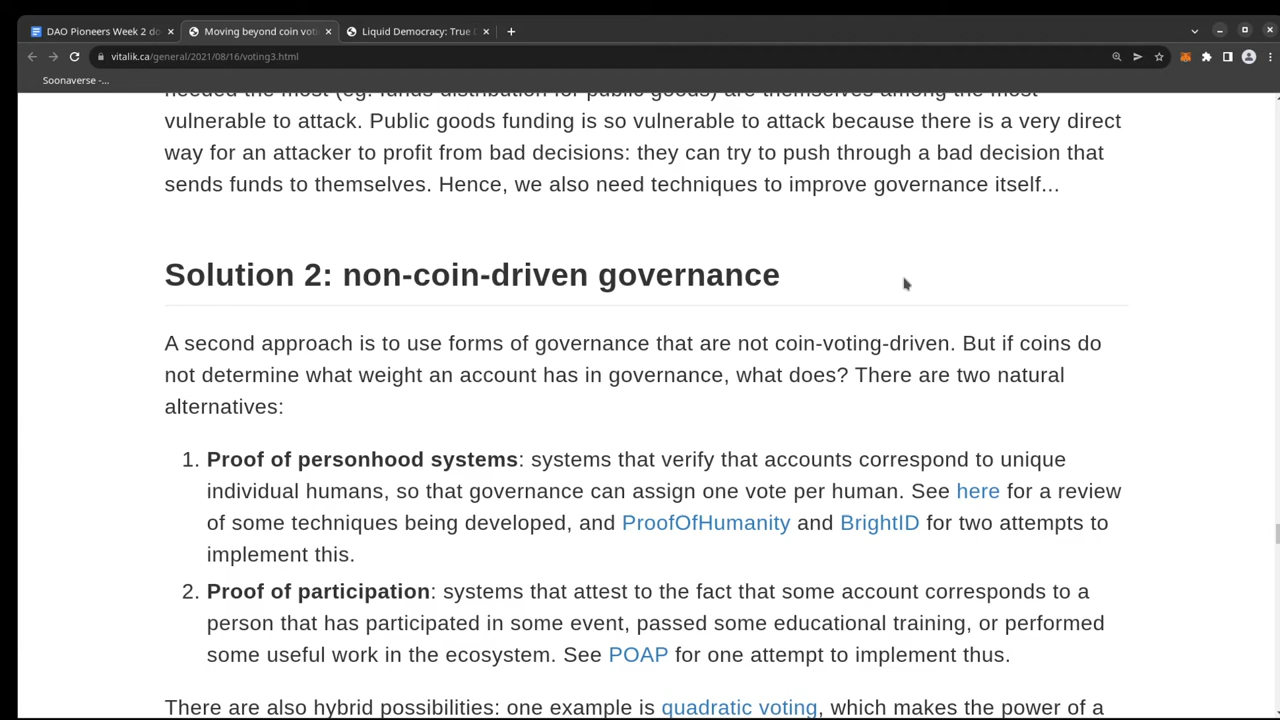 DAO Pioneers Week 2 do
Moving beyond coin voti
Liquid Democracy: True
vitalik.ca/general/2021/08/16/voting3.html
Soonaverse -...
needed the most (eg. funds distribution for public goods) are themselves among the most
vulnerable to attack. Public goods funding is so vulnerable to attack because there is a very direct
way for an attacker to profit from bad decisions: they can try to push through a bad decision that
sends funds to themselves. Hence, we also need techniques to improve governance itself...
Solution 2: non-coin-driven governance
A second approach is to use forms of governance that are not coin-voting-driven. But if coins do
not determine what weight an account has in governance, what does? There are two natural
alternatives:
1. Proof of personhood systems: systems that verify that accounts correspond to unique
individual humans, so that governance can assign one vote per human. See here for a review
of some techniques being developed, and ProofOfHumanity and BrightID for two attempts to
implement this.
2. Proof of participation: systems that attest to the fact that some account corresponds to a
person that has participated in some event, passed some educational training, or performed
some useful work in the ecosystem. See POAP for one attempt to implement thus.
There are also hybrid possibilities: one example is quadratic voting, which makes the power of a